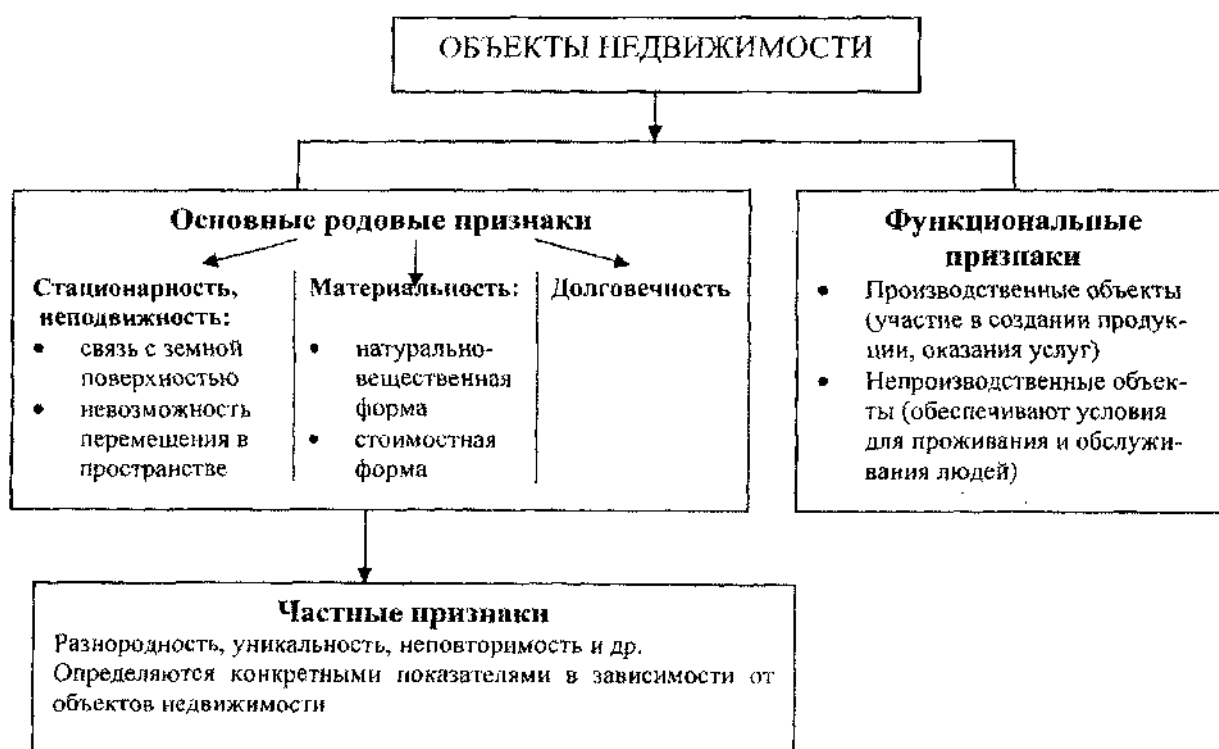 ОБЪЕКТЫ НЕДВИЖИМОСТИ
Основные родовые признаки
Стационарность,
неподвижность:
• связь с земной
поверхностью
• невозможность
перемещения в
пространстве
Материальность:
• натурально-
вещественная
форма
• стоимостная
форма
Долговечность
Функциональные
признаки
• Производственные объекты
(участие в создании продук-
ции, оказания услуг)
• Непроизводственные объек-
ты (обеспечивают условия
для проживания и обслужи-
вания людей)
Частные признаки
Разнородность, уникальность, неповторимость и др.
Определяются конкретными показателями в зависимости от
объектов недвижимости